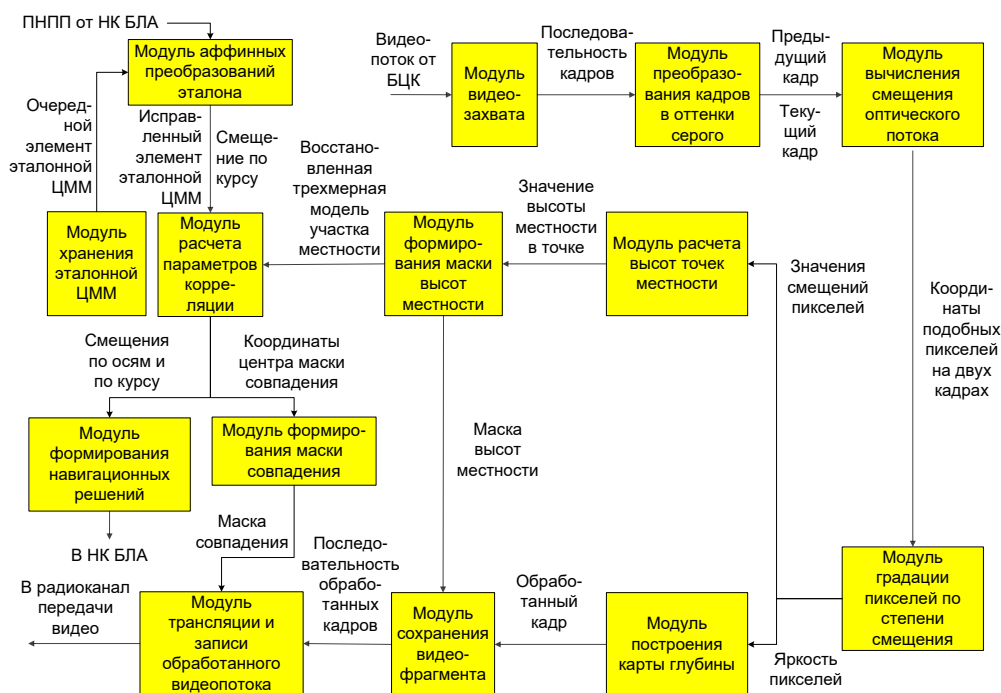 ПНПП от НК БЛА
Модуль аффинных
преобразований
эталона
Видео-
поток от
БЦК
Модуль
видео-
захвата
Последова-
тельность
кадров
Модуль
преобразо-
вания кадров
в оттенки
серого
Преды-
дущий
кадр
Текущий
кадр
Модуль
вычисления
смещения
оптического
потока
Очеред-
ной
элемент
эталонной
ЦММ
Исправ-
ленный
элемент
эталонной
ЦММ
Смеще-
ние по
курсу
Восстано-
вленная
трехмерная
модель
участка
местности
Значение
высоты
местности
в точке
Модуль
хранения
эталонной
ЦММ
Модуль
расчета
параметров
корре-
ляции
Модуль
формирова-
ния маски
высот
местности
Модуль расчета
высот точек
местности
Значения
смещений
пикселей
Коорди-
наты
подобных
пикселей
на двух
кадрах
Смещения
по осям и
по курсу
Координаты
центра маски
совпадения
Модуль
формирования
навигационных
решений
Модуль формиро-
вания маски
совпадения
Маска
высот
местности
В НК БЛА
Маска
совпадения
Последо-
вательность
обрабо-
танных
кадров
Обрабо-
танный
кадр
Модуль
градации
пикселей по
степени
смещения
В радиоканал
передачи
видео
Модуль
трансляции и
записи
обработанного
видеопотока
Модуль
сохранения
видео-
фрагмента
Модуль
построения
карты глубины
Яркость
пикселей